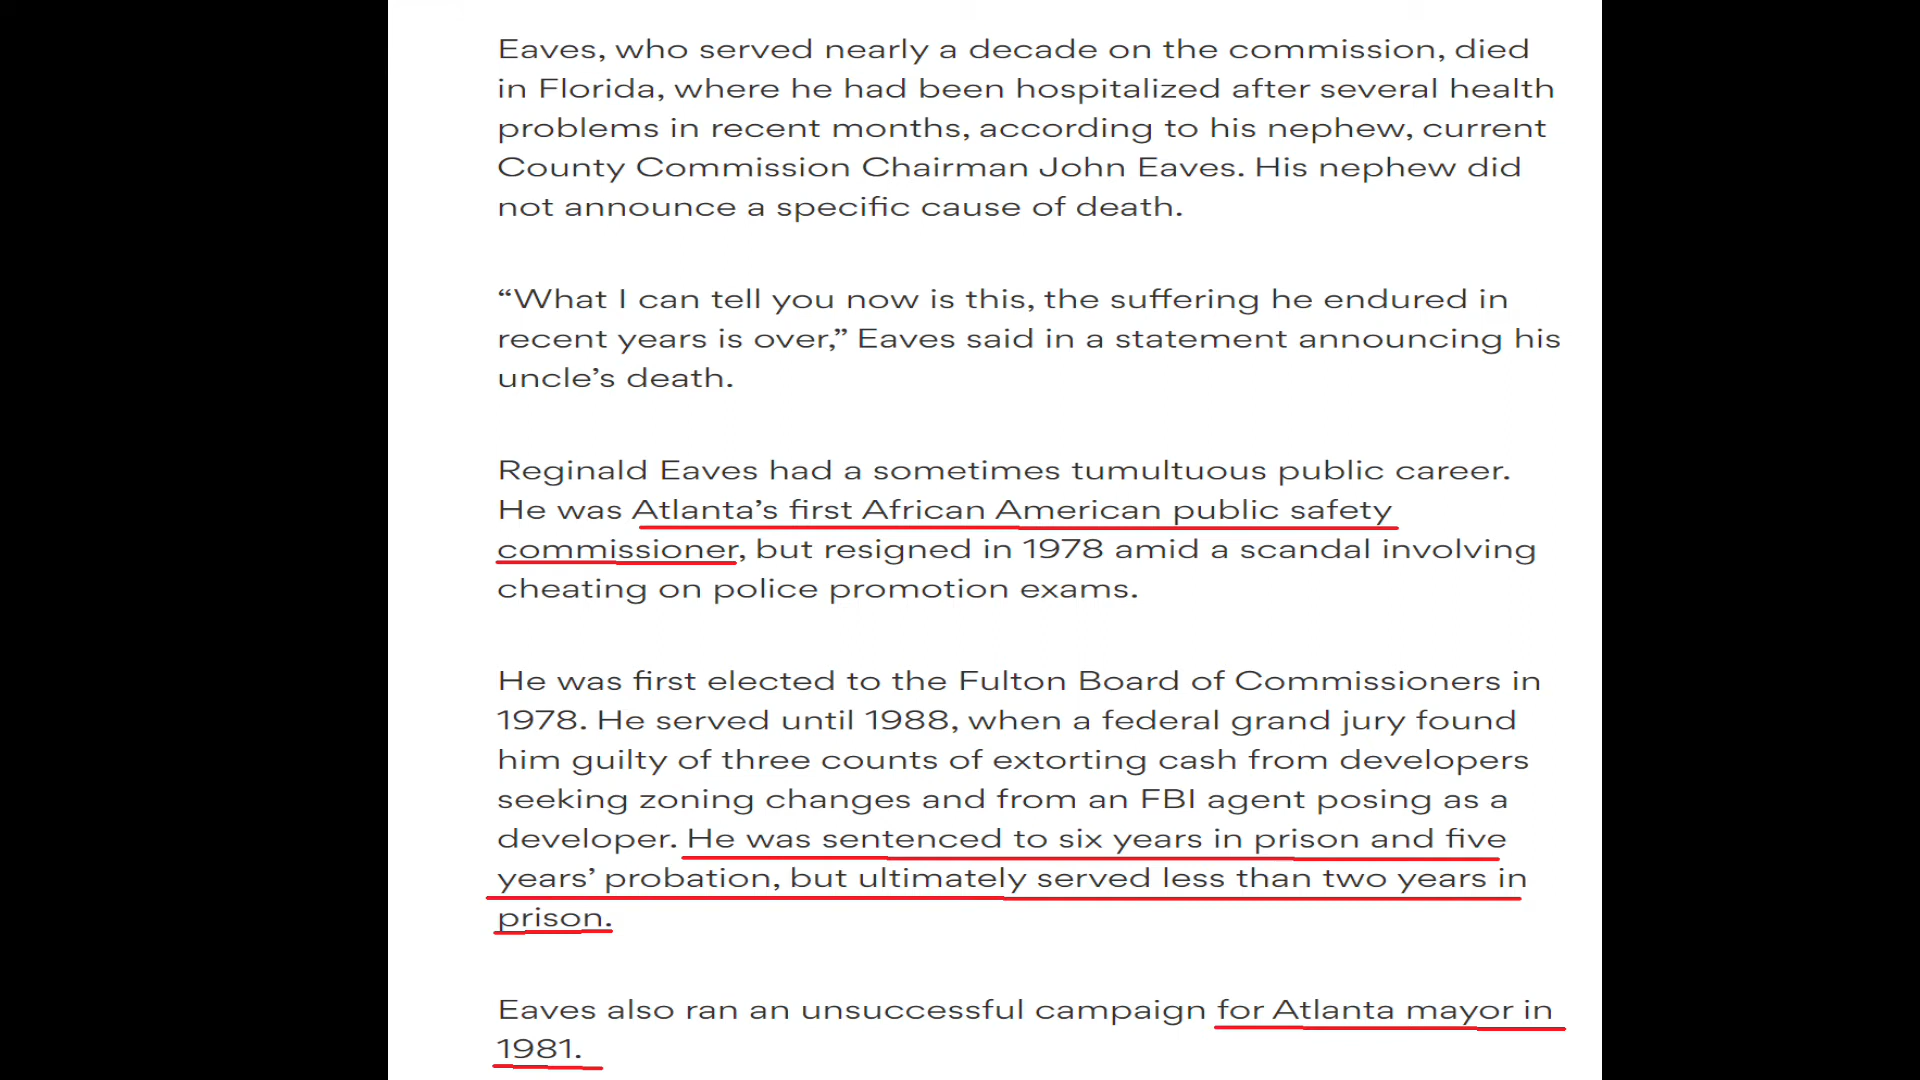 Eaves, who served nearly a decade on the commission, died
in Florida, where he had been hospitalized after several health
problems in recent months, according to his nephew, current
County Commission Chairman John Eaves. His nephew did
not announce a specific cause of death.
“What I can tell you now is this, the suffering he endured in
recent years is over,” Eaves said in a statement announcing his
uncle’s death.
Reginald Eaves had a sometimes tumultuous public career.
He was Atlanta’s first African American public safety
commissioner, but resigned in 1978 amid a scandal involving
cheating on police promotion exams.
He was first elected to the Fulton Board of Commissioners in
1978. He served until 1988, when a federal grand jury found
him guilty of three counts of extorting cash from developers
seeking zoning changes and from an FBI agent posing as a
developer. He was sentenced to six years in prison and five
years’ probation, but ultimately served less than two years in
prison.
Eaves also ran an unsuccessful campaign for Atlanta mayor in
1981.